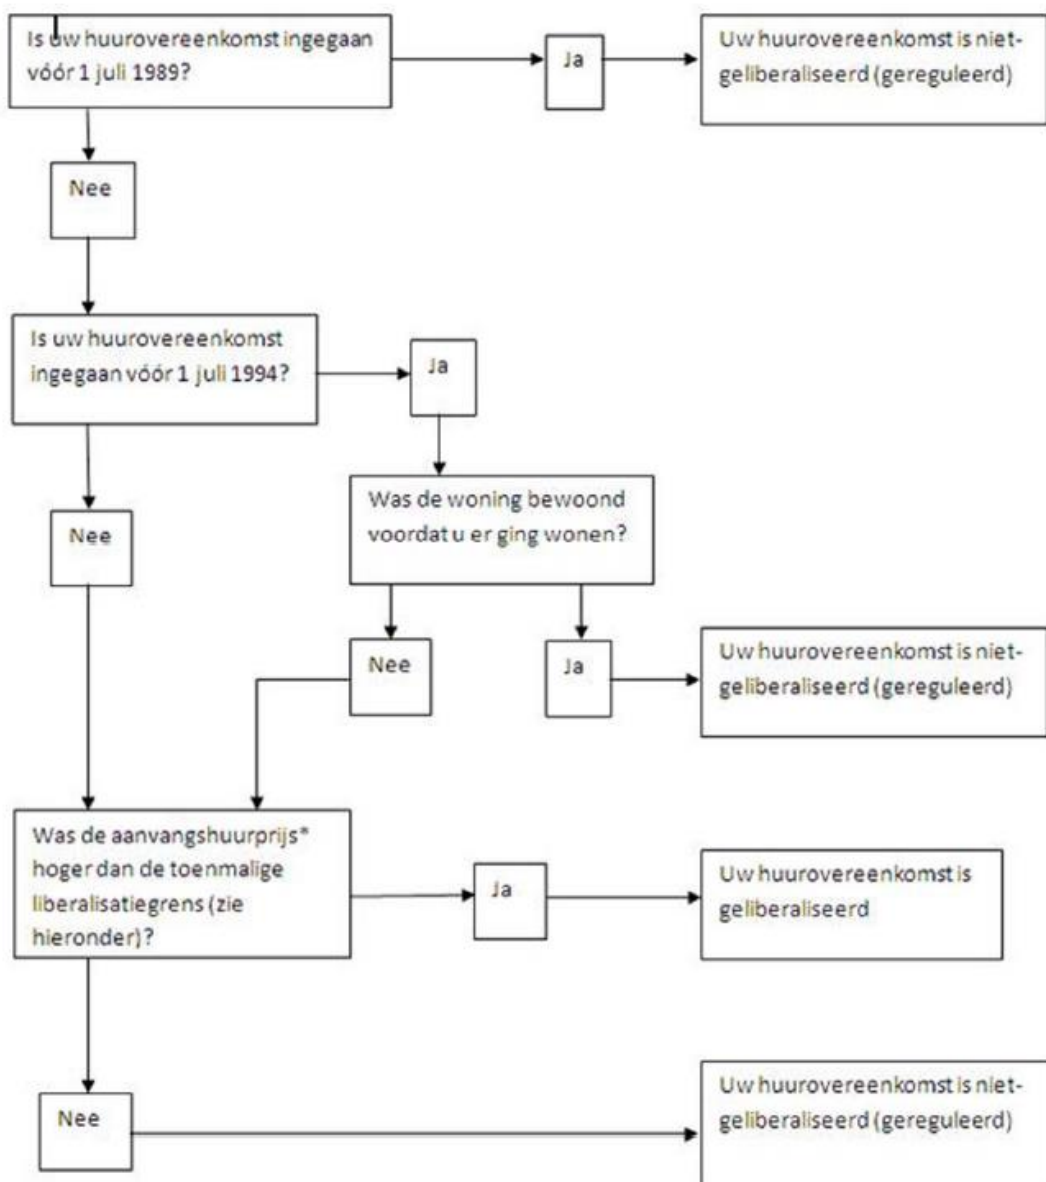 Is uw huurovereenkomst ingegaan
vóór 1 juli 1989?
Ja
Uw huurovereenkomst is niet-
geliberaliseerd (gereguleerd)
Nee
Is uw huurovereenkomst
ingegaan vóór 1 juli 1994?
Ja
Was de woning bewoond
voordat u er ging wonen?
Nee
Nee
Ja
Uw huurovereenkomst is niet-
geliberaliseerd (gereguleerd)
Was de aanvangshuurprijs*
hoger dan de toenmalige
liberalisatiegrens (zie
hieronder)?
Ja
Uw huurovereenkomst is
geliberaliseerd
Nee
Uw huurovereenkomst is niet-
geliberaliseerd (gereguleerd)